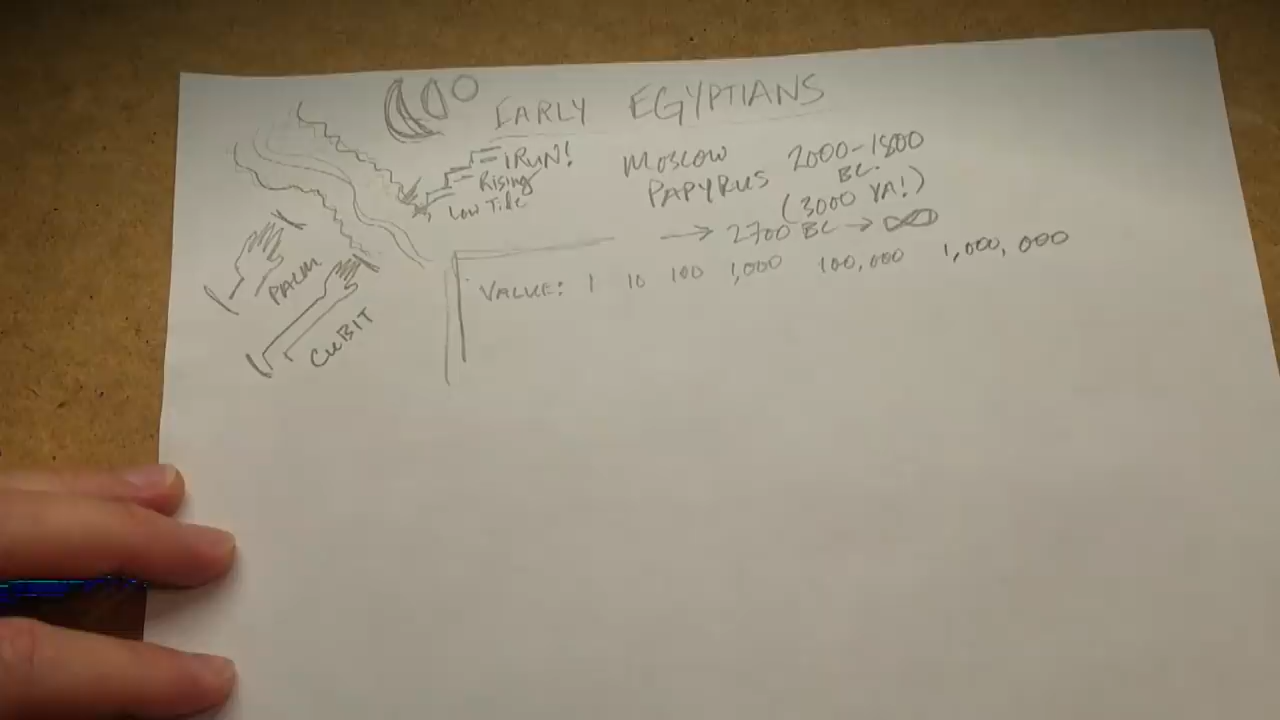 EARLY EGYPTIANS
RUN!
Rising
Low Tide
MOSCOW
PAPYRUS
2000-1800
BC.
(3000 YA!)
→ 2700 BC → ∞
PALM
CUBIT
VALUE: 1 10 100 1,000 100,000 1,000,000